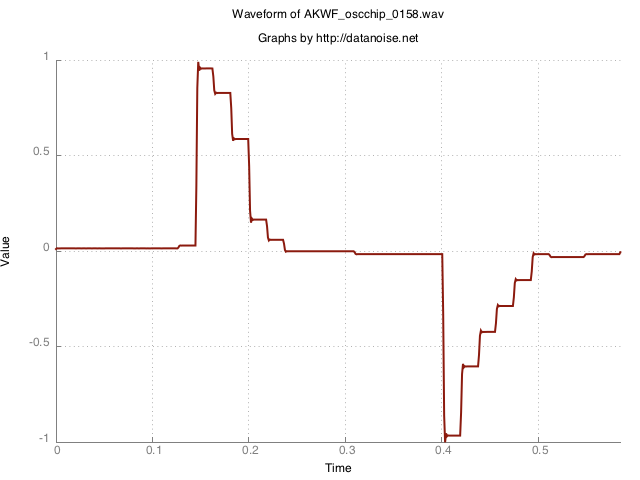 Waveform of AKWF_oscchip_0158.wav
Graphs by http://datanoise.net
1
0.5
0
-0.5
-1
Value
0 0.1 0.2 0.3 0.4 0.5
Time